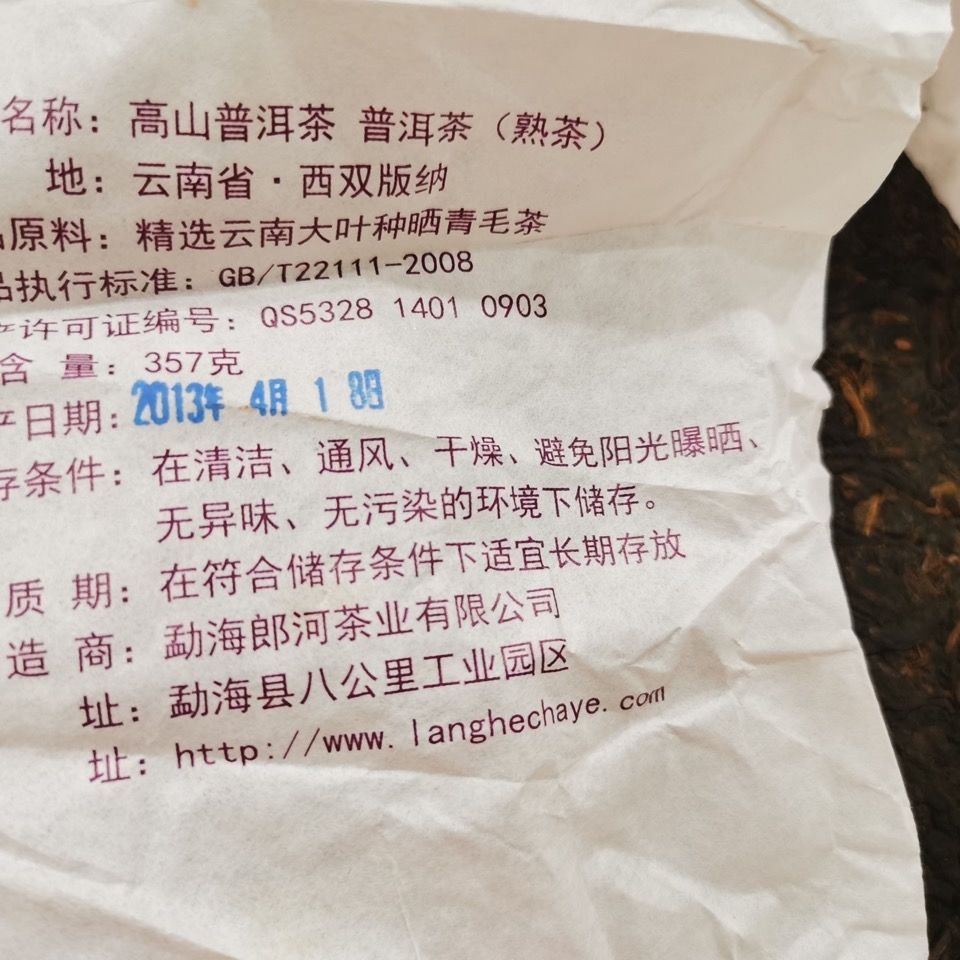 名称：高山普洱茶 普洱茶（熟茶）
地：云南省·西双版纳
品原料：精选云南大叶种晒青毛茶
品执行标准：GB/T22111-2008
产许可证编号：QS5328 1401 0903
含 量：357克
产日期：2013年 4月 1 8日
存条件：在清洁、通风、干燥、避免阳光曝晒、
无异味、无污染的环境下储存。
质 期：在符合储存条件下适宜长期存放
造 商：勐海郎河茶业有限公司
址：勐海县八公里工业园区
址：http://www.langhechaye.com